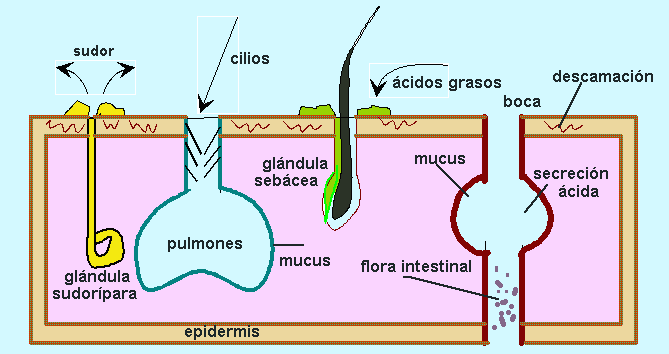 sudor
cilios
ácidos grasos
descamación
boca
glándula
sebácea
mucus
secreción
ácida
pulmones
mucus
flora intestinal
glándula
sudorípara
epidermis